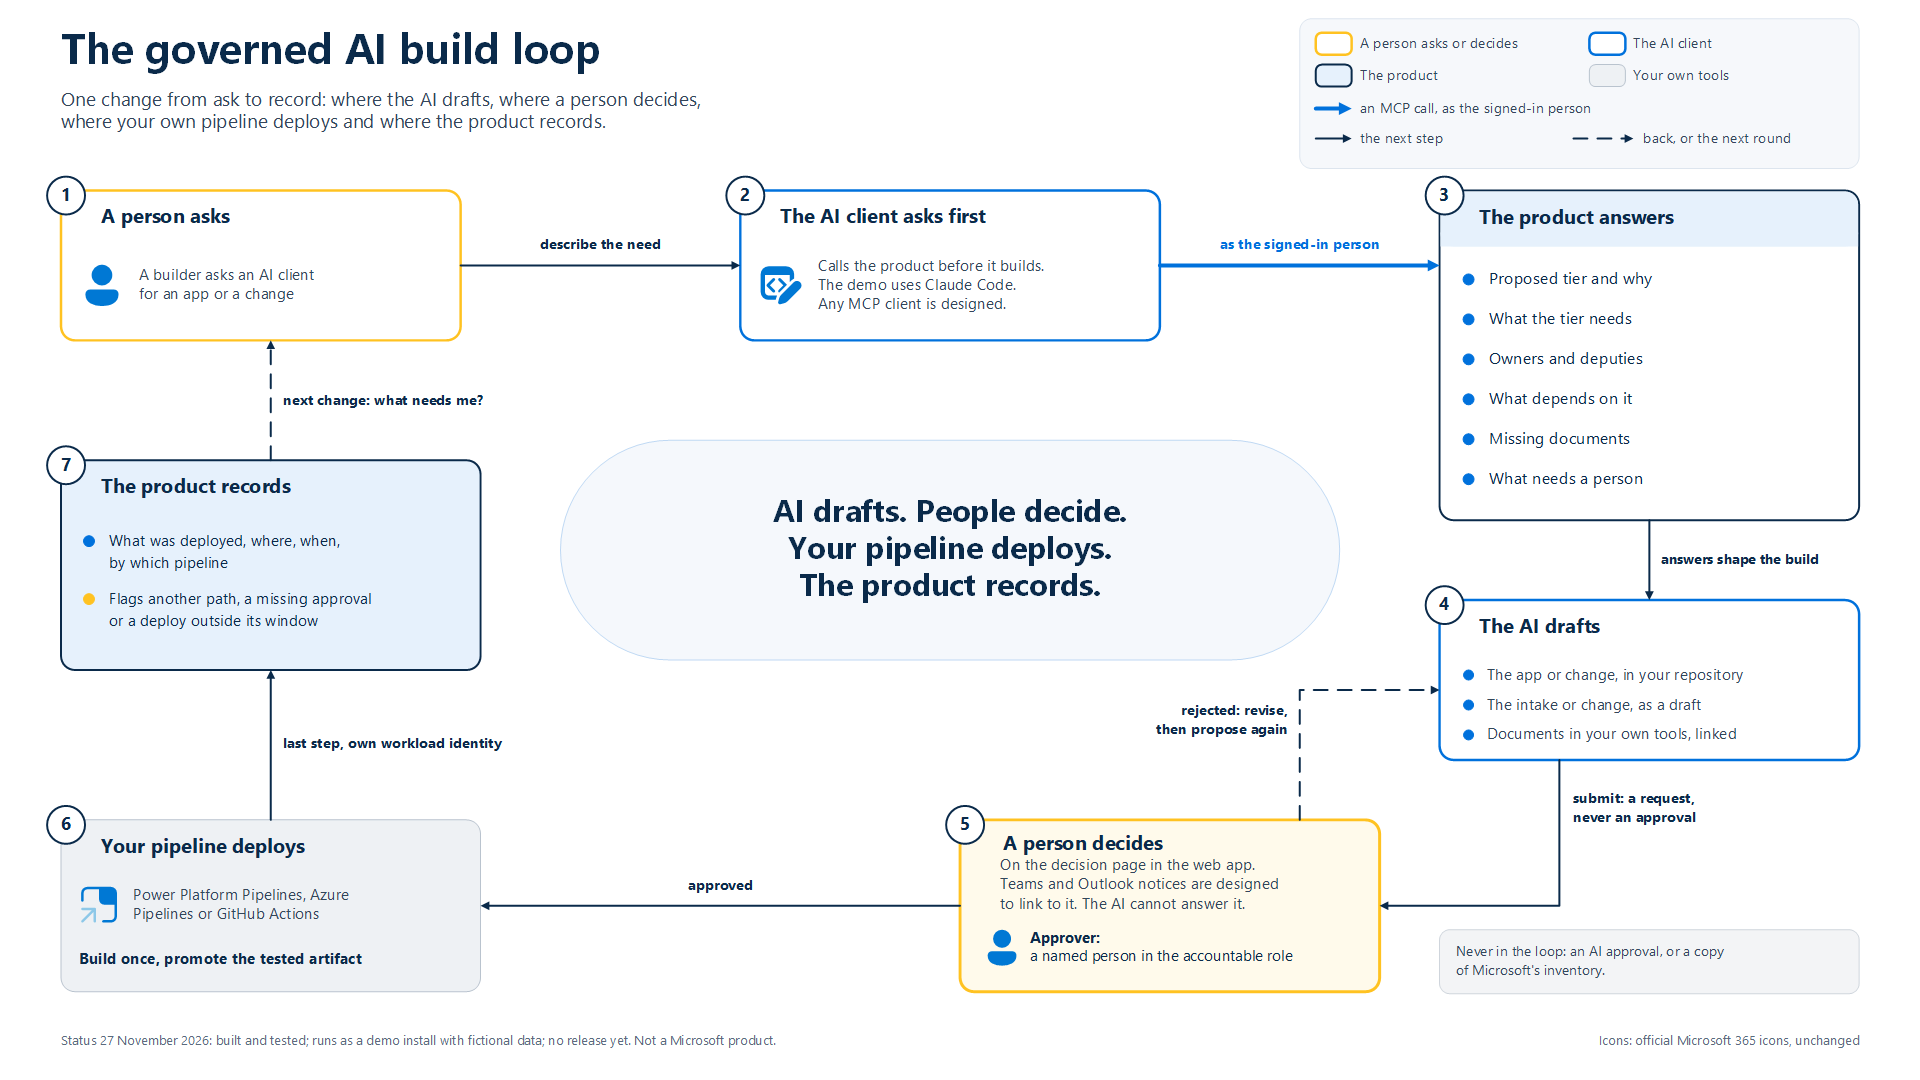 The governed AI build loop
One change from ask to record: where the AI drafts, where a person decides,
where your own pipeline deploys and where the product records.
A person asks or decides
The AI client
The product
Your own tools
an MCP call, as the signed-in person
the next step
back, or the next round
1
A person asks
A builder asks an AI client
for an app or a change
describe the need
2
The AI client asks first
Calls the product before it builds.
The demo uses Claude Code.
Any MCP client is designed.
as the signed-in person
3
The product answers
Proposed tier and why
What the tier needs
Owners and deputies
What depends on it
Missing documents
What needs a person
answers shape the build
4
The AI drafts
The app or change, in your repository
The intake or change, as a draft
Documents in your own tools, linked
submit: a request,
never an approval
rejected: revise,
then propose again
5
A person decides
On the decision page in the web app.
Teams and Outlook notices are designed
to link to it. The AI cannot answer it.
Approver:
a named person in the accountable role
approved
6
Your pipeline deploys
Power Platform Pipelines, Azure
Pipelines or GitHub Actions
Build once, promote the tested artifact
last step, own workload identity
7
The product records
What was deployed, where, when,
by which pipeline
Flags another path, a missing approval
or a deploy outside its window
next change: what needs me?
AI drafts. People decide.
Your pipeline deploys.
The product records.
Never in the loop: an AI approval, or a copy
of Microsoft's inventory.
Status 27 November 2026: built and tested; runs as a demo install with fictional data; no release yet. Not a Microsoft product.
Icons: official Microsoft 365 icons, unchanged